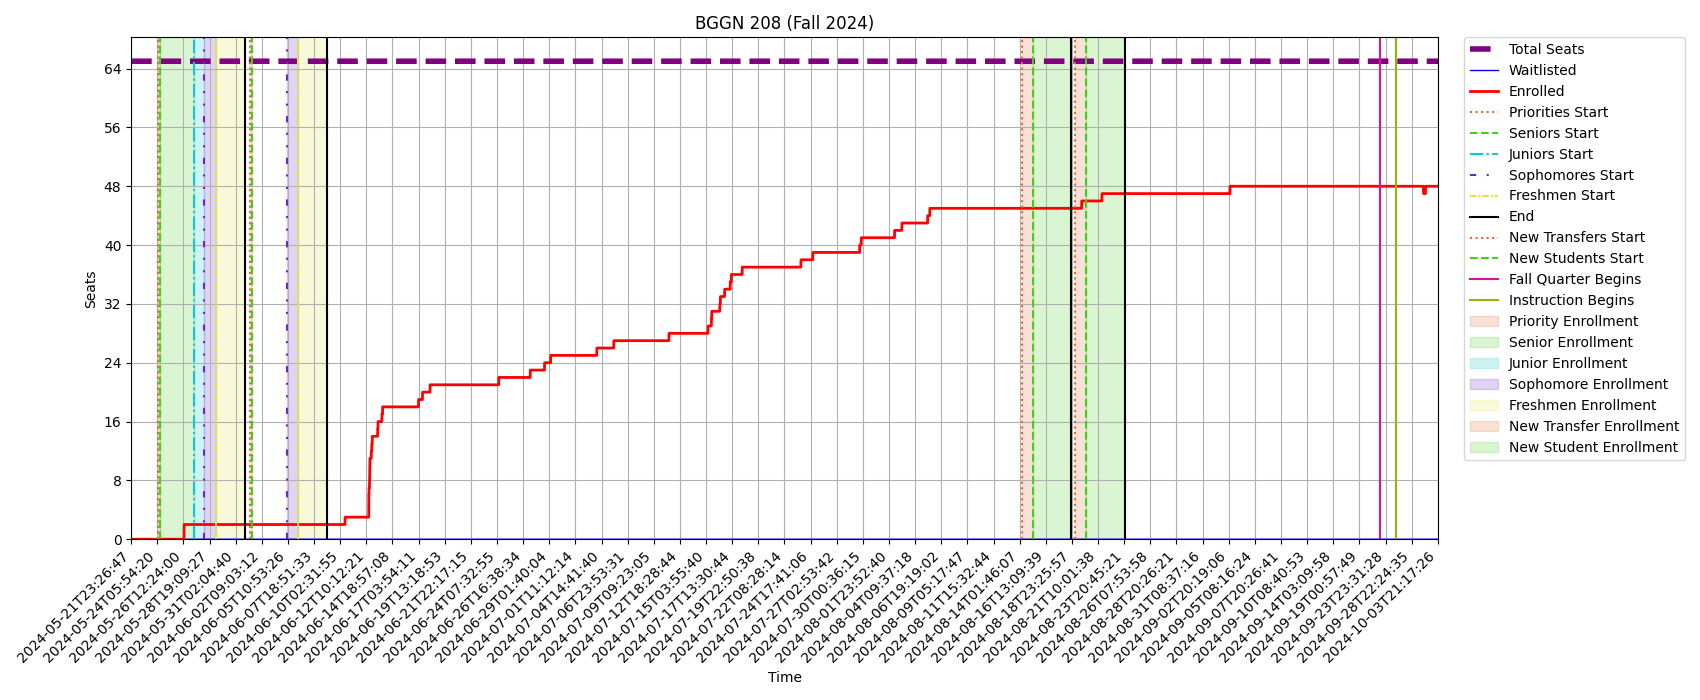 BGGN 208 (Fall 2024)
Seats
64
56
48
40
32
24
16
8
0
2024-05-21T23:26:47
2024-05-24T05:54:20
2024-05-26T12:24:00
2024-05-28T19:09:27
2024-05-31T02:04:40
2024-06-02T09:03:12
2024-06-05T10:53:26
2024-06-07T18:51:33
2024-06-10T02:31:55
2024-06-12T10:12:21
2024-06-14T18:57:08
2024-06-17T03:54:11
2024-06-19T13:18:53
2024-06-21T22:17:15
2024-06-24T07:32:55
2024-06-26T16:38:34
2024-06-29T01:40:04
2024-07-01T11:12:14
2024-07-04T14:41:40
2024-07-06T23:53:31
2024-07-09T09:23:05
2024-07-12T18:28:44
2024-07-15T03:55:40
2024-07-17T13:30:44
2024-07-19T22:50:38
2024-07-22T08:28:14
2024-07-24T17:41:06
2024-07-27T02:53:42
2024-07-30T00:36:15
2024-08-01T23:52:40
2024-08-04T09:37:18
2024-08-06T19:19:02
2024-08-09T05:17:47
2024-08-11T15:32:44
2024-08-14T01:46:07
2024-08-16T13:09:39
2024-08-18T23:25:57
2024-08-21T10:01:38
2024-08-23T20:45:21
2024-08-26T07:53:58
2024-08-28T20:26:21
2024-08-31T08:37:16
2024-09-02T20:19:06
2024-09-05T08:16:24
2024-09-07T20:26:41
2024-09-10T08:40:53
2024-09-14T03:09:58
2024-09-19T00:57:49
2024-09-23T23:31:28
2024-09-28T22:24:35
2024-10-03T21:17:26
Time
Total Seats
Waitlisted
Enrolled
Priorities Start
Seniors Start
Juniors Start
Sophomores Start
Freshmen Start
End
New Transfers Start
New Students Start
Fall Quarter Begins
Instruction Begins
Priority Enrollment
Senior Enrollment
Junior Enrollment
Sophomore Enrollment
Freshmen Enrollment
New Transfer Enrollment
New Student Enrollment